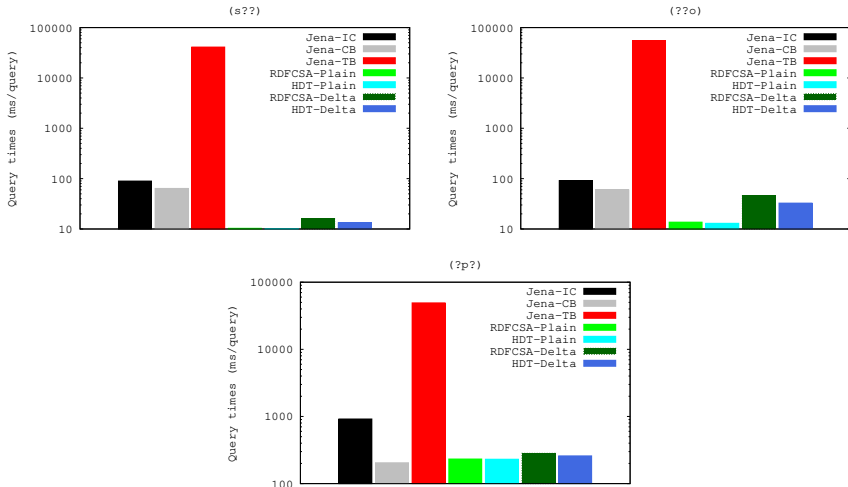 (s??)
Query times (ms/query)
100000
10000
1000
100
10
Jena-IC
Jena-CB
Jena-TB
RDFCSA-Plain
HDT-Plain
RDFCSA-Delta
HDT-Delta
(??o)
Query times (ms/query)
100000
10000
1000
100
10
Jena-IC
Jena-CB
Jena-TB
RDFCSA-Plain
HDT-Plain
RDFCSA-Delta
HDT-Delta
(?p?)
Query times (ms/query)
100000
10000
1000
100
Jena-IC
Jena-CB
Jena-TB
RDFCSA-Plain
HDT-Plain
RDFCSA-Delta
HDT-Delta